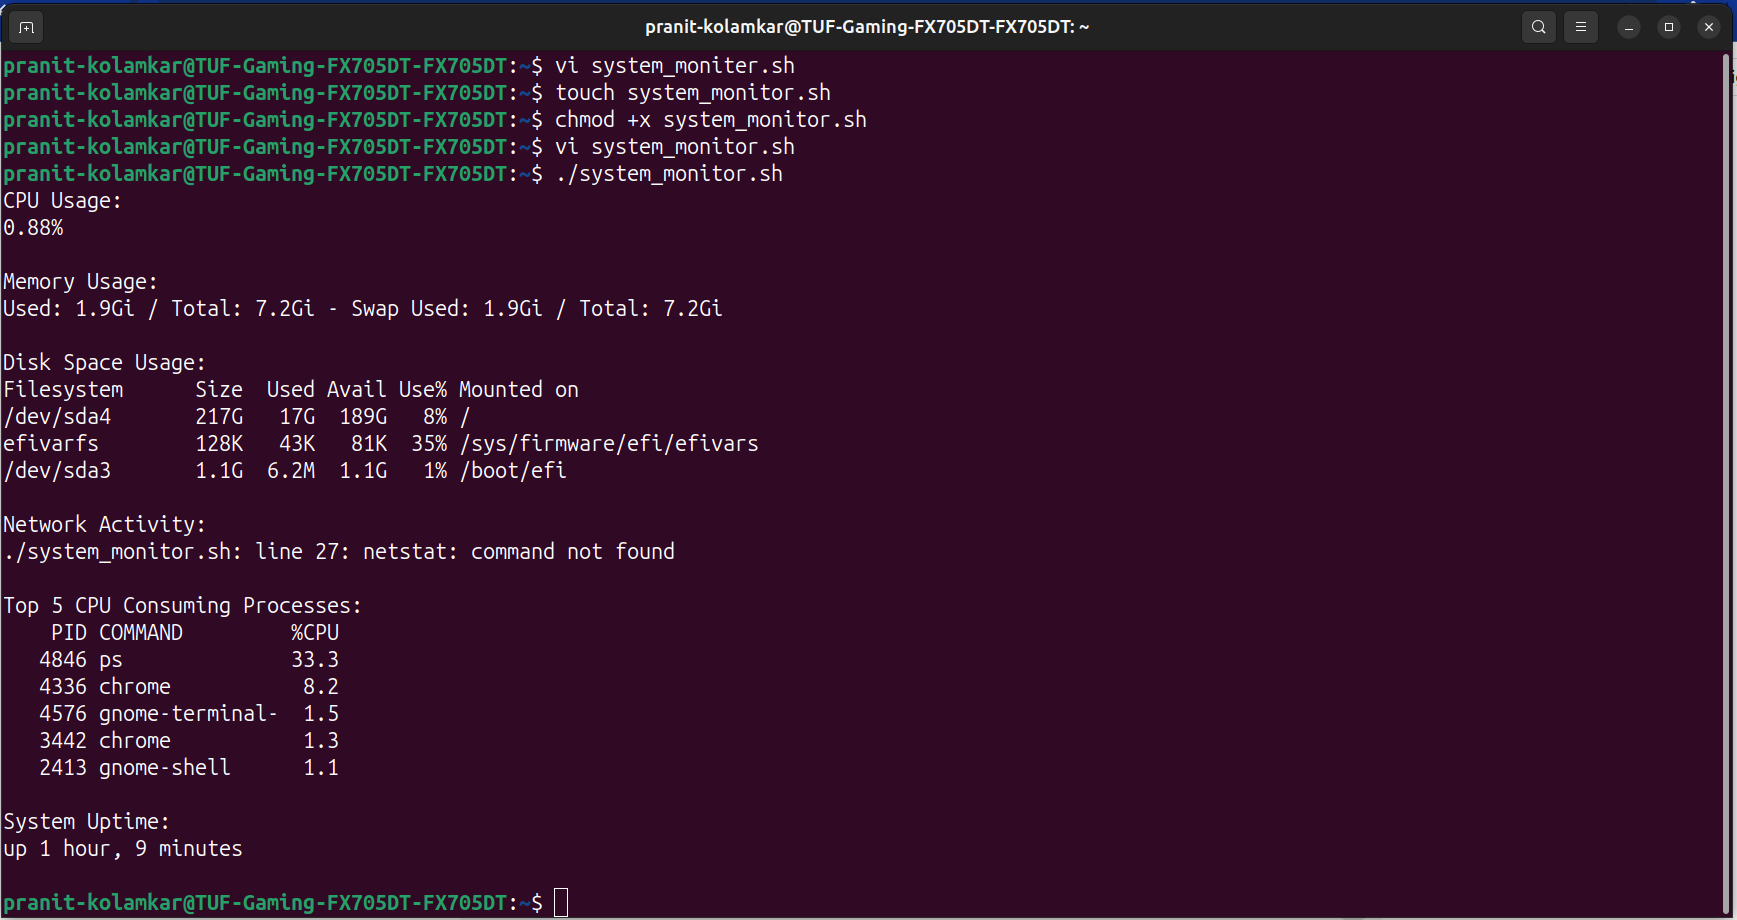 pranit-kolamkar@TUF-Gaming-FX705DT-FX705DT: ~
pranit-kolamkar@TUF-Gaming-FX705DT-FX705DT:~$ vi system_moniter.sh
pranit-kolamkar@TUF-Gaming-FX705DT-FX705DT:~$ touch system_monitor.sh
pranit-kolamkar@TUF-Gaming-FX705DT-FX705DT:~$ chmod +x system_monitor.sh
pranit-kolamkar@TUF-Gaming-FX705DT-FX705DT:~$ vi system_monitor.sh
pranit-kolamkar@TUF-Gaming-FX705DT-FX705DT:~$ ./system_monitor.sh
CPU Usage:
0.88%
Memory Usage:
Used: 1.9Gi / Total: 7.2Gi - Swap Used: 1.9Gi / Total: 7.2Gi
Disk Space Usage:
Filesystem      Size  Used Avail Use% Mounted on
/dev/sda4       217G   17G  189G   8% /
efivarfs        128K   43K   81K  35% /sys/firmware/efi/efivars
/dev/sda3       1.1G  6.2M  1.1G   1% /boot/efi
Network Activity:
./system_monitor.sh: line 27: netstat: command not found
Top 5 CPU Consuming Processes:
    PID COMMAND         %CPU
   4846 ps              33.3
   4336 chrome           8.2
   4576 gnome-terminal-  1.5
   3442 chrome           1.3
   2413 gnome-shell      1.1
System Uptime:
up 1 hour, 9 minutes
pranit-kolamkar@TUF-Gaming-FX705DT-FX705DT:~$